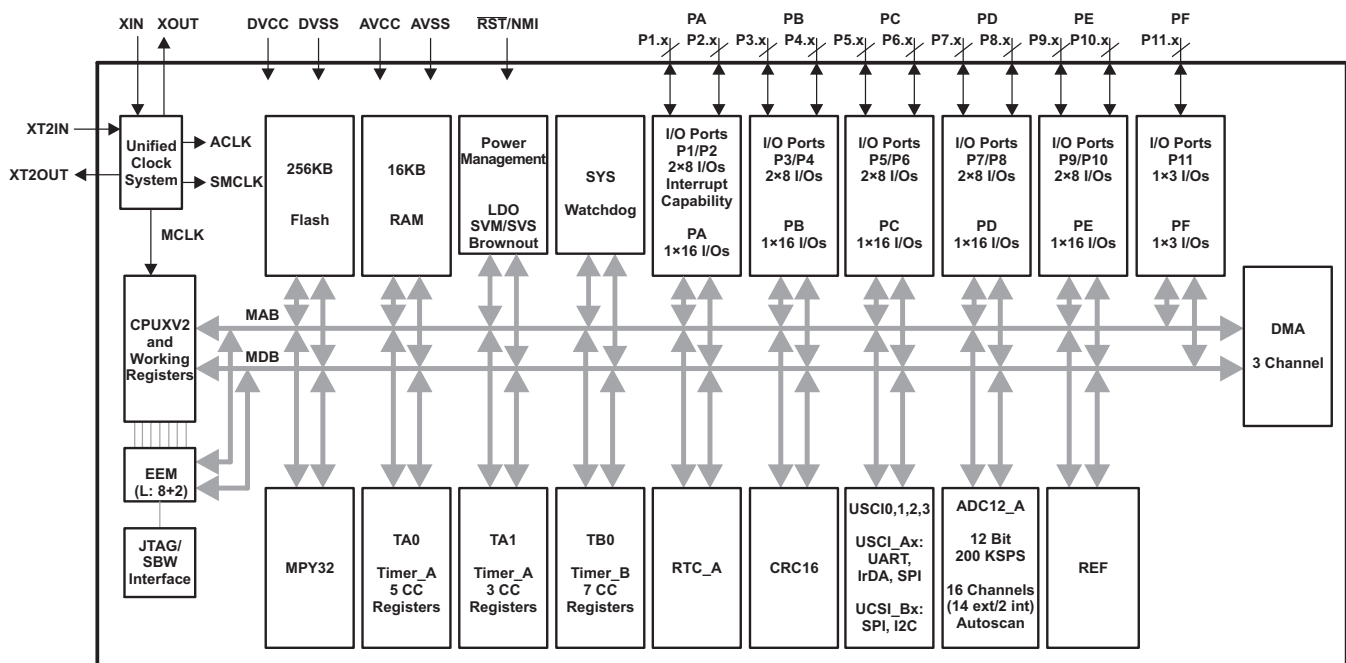 XIN
XOUT
DVCC
DVSS
AVCC
AVSS
RST/NMI
PA
P1.x
P2.x
PB
P3.x
P4.x
PC
P5.x
P6.x
PD
P7.x
P8.x
PE
P9.x
P10.x
PF
P11.x
XT2IN
XT2OUT
Unified
Clock
System
ACLK
SMCLK
MCLK
256KB
Flash
16KB
RAM
Power
Management
LDO
SVM/SVS
Brownout
SYS
Watchdog
I/O Ports
P1/P2
2×8 I/Os
Interrupt
Capability
PA
1×16 I/Os
I/O Ports
P3/P4
2×8 I/Os
PB
1×16 I/Os
I/O Ports
P5/P6
2×8 I/Os
PC
1×16 I/Os
I/O Ports
P7/P8
2×8 I/Os
PD
1×16 I/Os
I/O Ports
P9/P10
2×8 I/Os
PE
1×16 I/Os
I/O Ports
P11
1×3 I/Os
PF
1×3 I/Os
CPUXV2
and
Working
Registers
MAB
MDB
DMA
3 Channel
EEM
(L: 8+2)
JTAG/
SBW
Interface
MPY32
TA0
Timer_A
5 CC
Registers
TA1
Timer_A
3 CC
Registers
TB0
Timer_B
7 CC
Registers
RTC_A
CRC16
USCI0,1,2,3
USCI_Ax:
UART,
IrDA, SPI
UCSI_Bx:
SPI, I2C
ADC12_A
12 Bit
200 KSPS
16 Channels
(14 ext/2 int)
Autoscan
REF